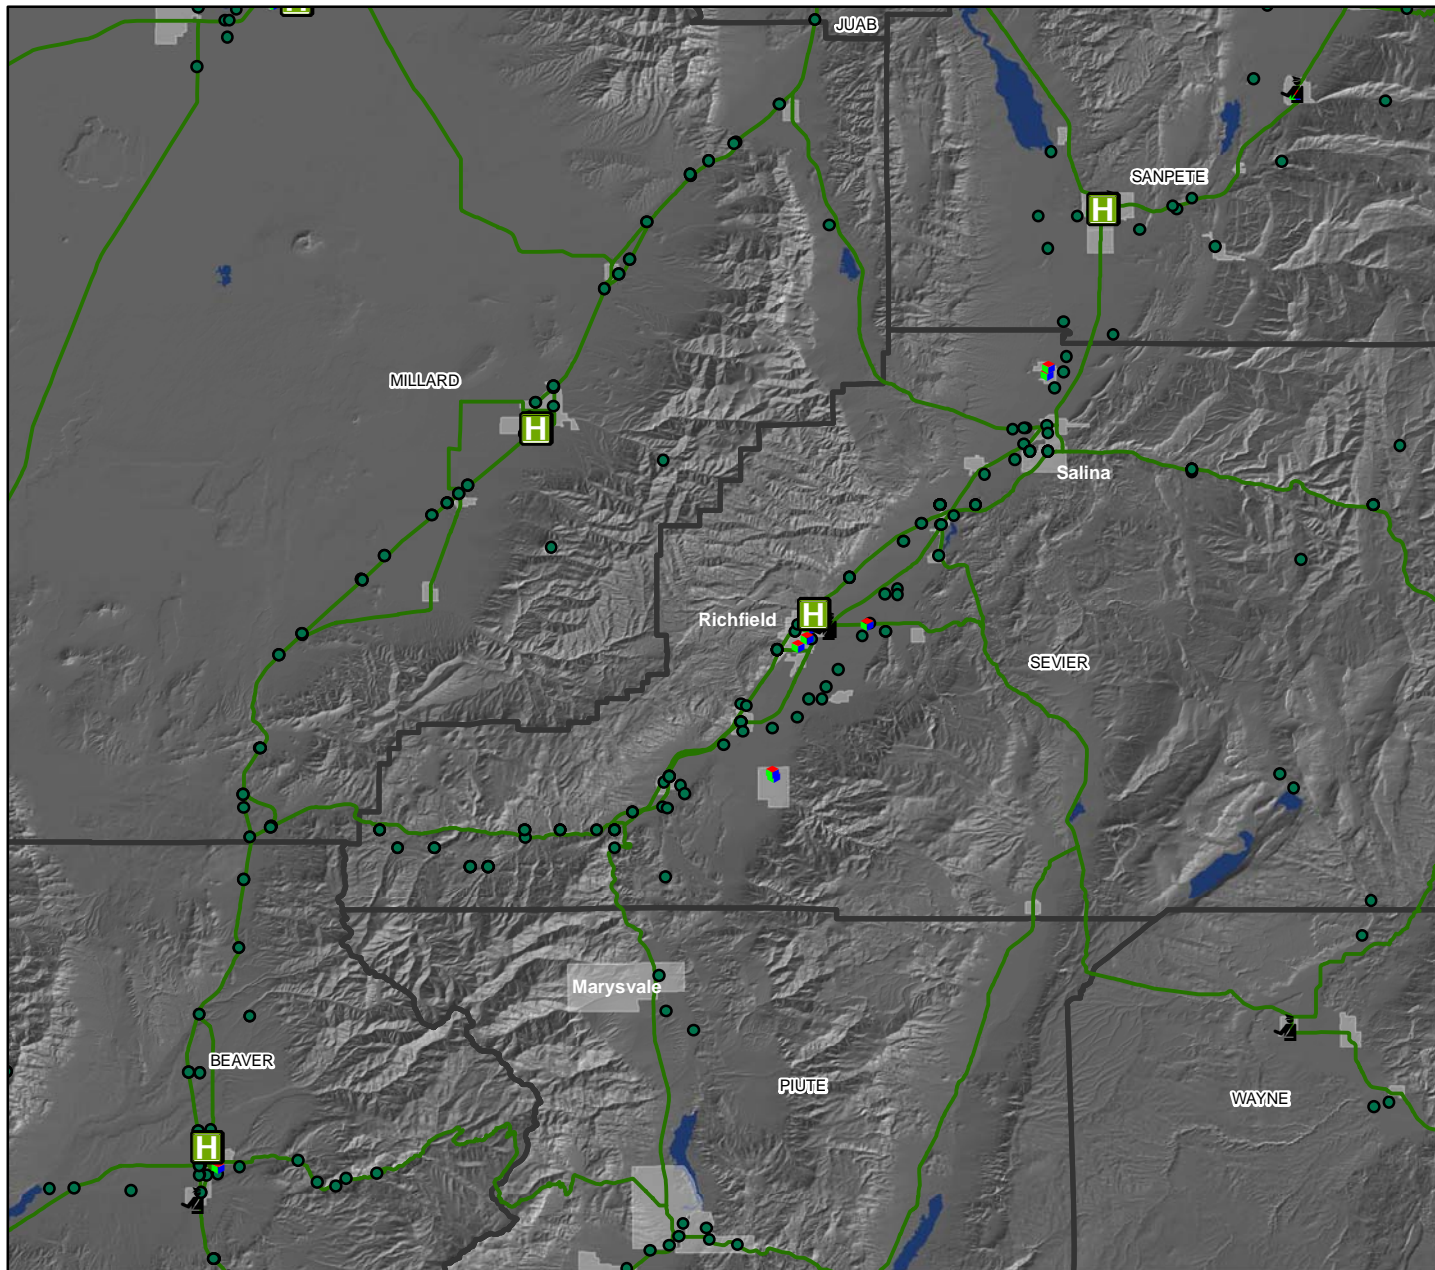 H
JUAB
SANPETE
H
MILLARD
H
Salina
H
Richfield
SEVIER
Marysvale
BEAVER
PIUTE
WAYNE
H